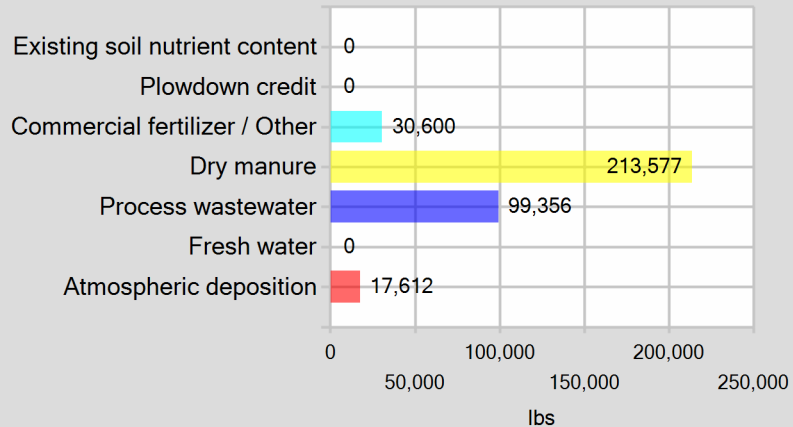 Existing soil nutrient content 0
Plowdown credit 0
Commercial fertilizer / Other 30,600
Dry manure 213,577
Process wastewater 99,356
Fresh water 0
Atmospheric deposition 17,612
0 100,000 200,000
50,000 150,000 250,000
lbs